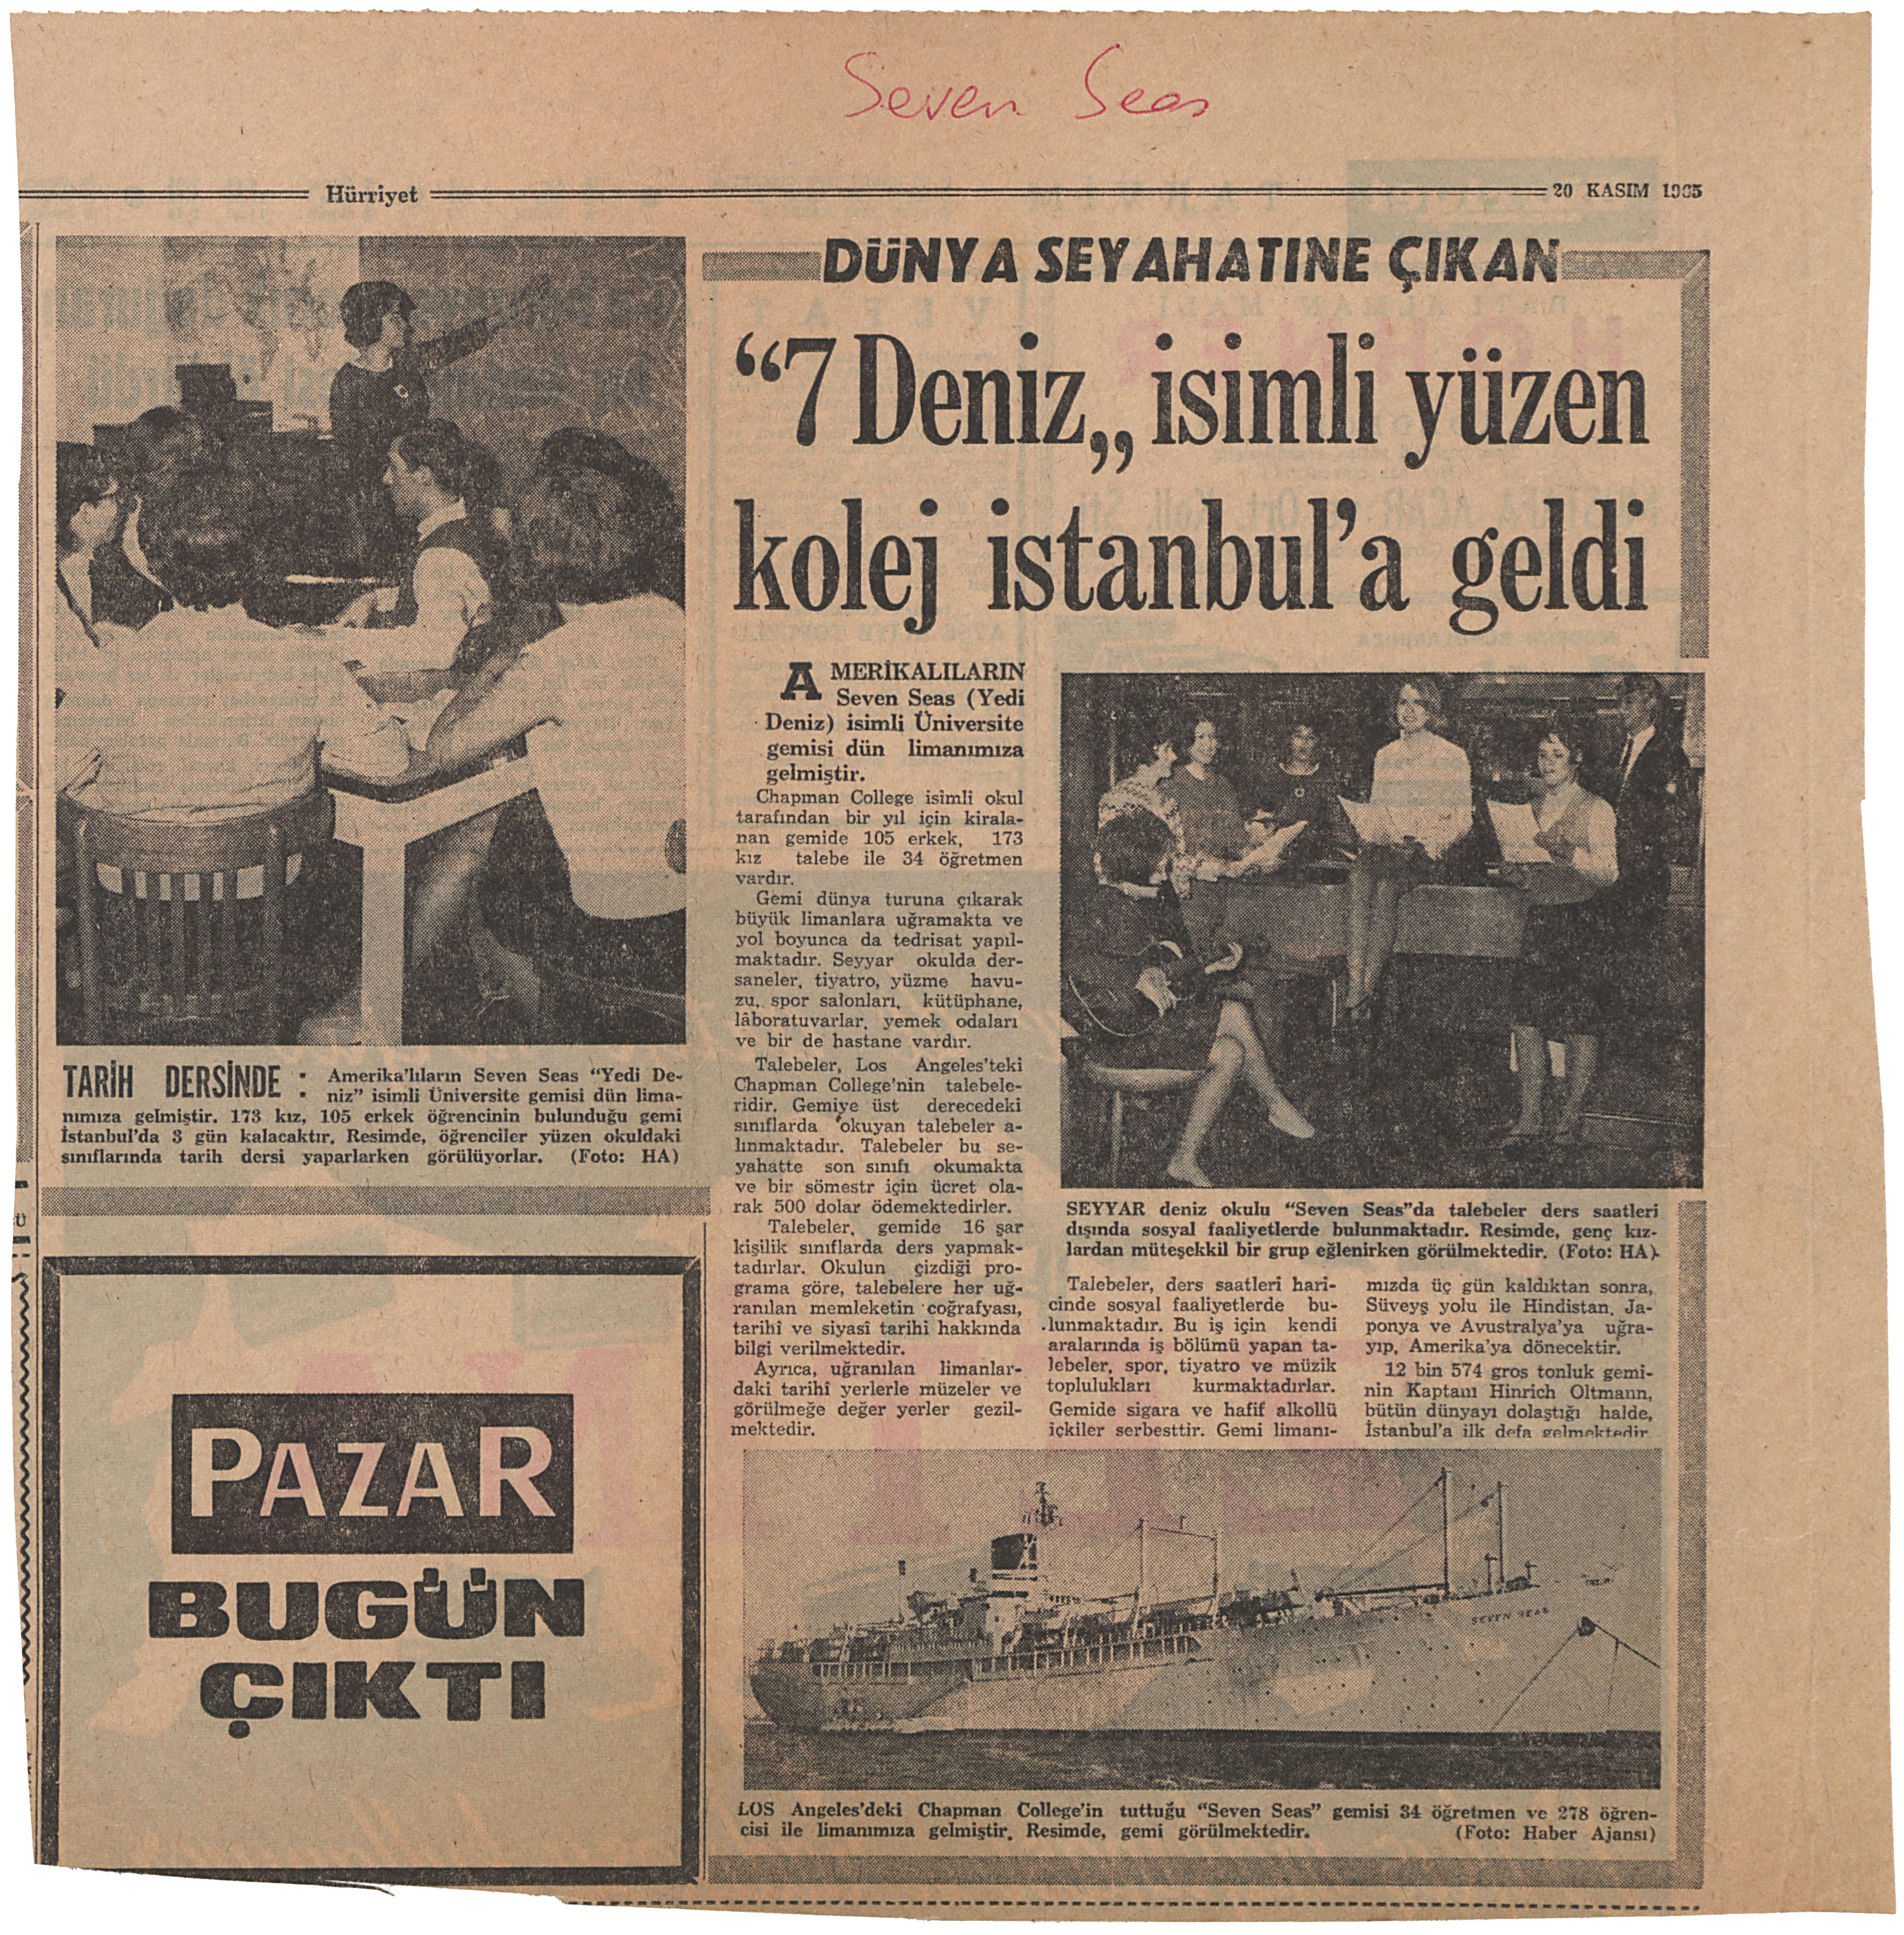 Seven Seas
Hürriyet
20 KASIM 1965
DÜNYA SEYAHATINE ÇIKAN
“7 Deniz„ isimli yüzen
kolej istanbul’a geldi
TARİH DERSİNDE : Amerika’lıların Seven Seas “Yedi De-
niz” isimli Üniversite gemisi dün lima-
nımıza gelmiştir. 173 kız, 105 erkek öğrencinin bulunduğu gemi
İstanbul’da 3 gün kalacaktır. Resimde, öğrenciler yüzen okuldaki
sınıflarında tarih dersi yaparlarken görülüyorlar. (Foto: HA)
PAZAR
BUGÜN
ÇIKTI
AMERİKALILARIN
Seven Seas (Yedi
Deniz) isimli Üniversite
gemisi dün limanımıza
gelmiştir.
Chapman College isimli okul
tarafından bir yıl için kirala-
nan gemide 105 erkek, 173
kız talebe ile 34 öğretmen
vardır.
Gemi dünya turuna çıkarak
büyük limanlara uğramakta ve
yol boyunca da tedrisat yapıl-
maktadır. Seyyar okulda der-
saneler, tiyatro, yüzme havu-
zu, spor salonları, kütüphane,
lâboratuvarlar, yemek odaları
ve bir de hastane vardır.
Talebeler, Los Angeles’teki
Chapman College’nin talebele-
ridir. Gemiye üst derecedeki
sınıflarda okuyan talebeler a-
lınmaktadır. Talebeler bu se-
yahatte son sınıfı okumakta
ve bir sömestr için ücret ola-
rak 500 dolar ödemektedirler.
Talebeler, gemide 16 şar
kişilik sınıflarda ders yapmak-
tadırlar. Okulun çizdiği pro-
grama göre, talebelere her uğ-
ranılan memleketin coğrafyası,
tarihî ve siyasî tarihi hakkında
bilgi verilmektedir.
Ayrıca, uğranılan limanlar-
daki tarihî yerlerle müzeler ve
görülmeğe değer yerler gezil-
mektedir.
SEYYAR deniz okulu “Seven Seas”da talebeler ders saatleri
dışında sosyal faaliyetlerde bulunmaktadır. Resimde, genç kız-
lardan müteşekkil bir grup eğlenirken görülmektedir. (Foto: HA).
Talebeler, ders saatleri hari-
cinde sosyal faaliyetlerde bu-
lunmaktadır. Bu iş için kendi
aralarında iş bölümü yapan ta-
lebeler, spor, tiyatro ve müzik
toplulukları kurmaktadırlar.
Gemide sigara ve hafif alkollü
içkiler serbesttir. Gemi limanı-
mızda üç gün kaldıktan sonra,
Süveyş yolu ile Hindistan, Ja-
ponya ve Avustralya’ya uğra-
yıp, Amerika’ya dönecektir.
12 bin 574 gros tonluk gemi-
nin Kaptanı Hinrich Oltmann,
bütün dünyayı dolaştığı halde,
İstanbul’a ilk defa gelmektedir.
SEVEN SEAS
LOS Angeles’deki Chapman College’in tuttuğu “Seven Seas” gemisi 34 öğretmen ve 278 öğren-
cisi ile limanımıza gelmiştir. Resimde, gemi görülmektedir. (Foto: Haber Ajansı)